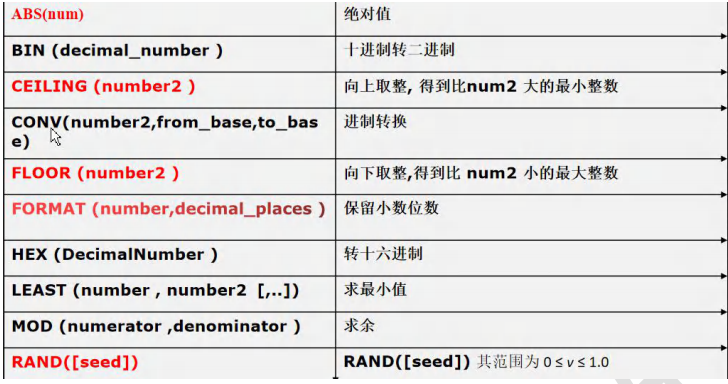 ABS(num) 绝对值
BIN (decimal_number ) 十进制转二进制
CEILING (number2 ) 向上取整, 得到比num2 大的最小整数
CONV(number2,from_base,to_bas 进制转换
e)
FLOOR (number2 ) 向下取整,得到比 num2 小的最大整数
FORMAT (number,decimal_places ) 保留小数位数
HEX (DecimalNumber ) 转十六进制
LEAST (number , number2 [,..]) 求最小值
MOD (numerator ,denominator ) 求余
RAND([seed]) RAND([seed]) 其范围为 0 ≤ v ≤ 1.0